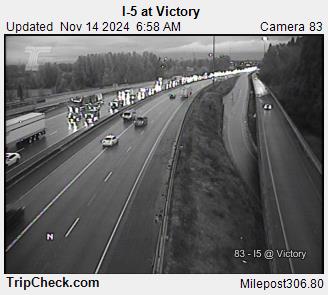 I-5 at Victory
Updated  Nov 14 2024  6:58 AM    Camera 83
N
83 - I5 @ Victory
TripCheck.com    Milepost306.80